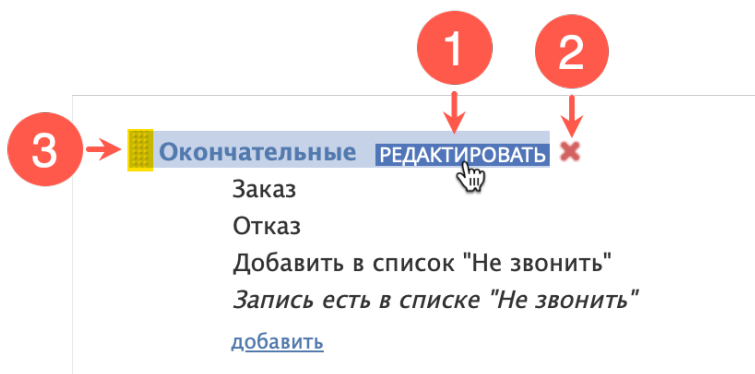 1 2
3 Окончательные РЕДАКТИРОВАТЬ
Заказ
Отказ
Добавить в список "Не звонить"
Запись есть в списке "Не звонить"
добавить